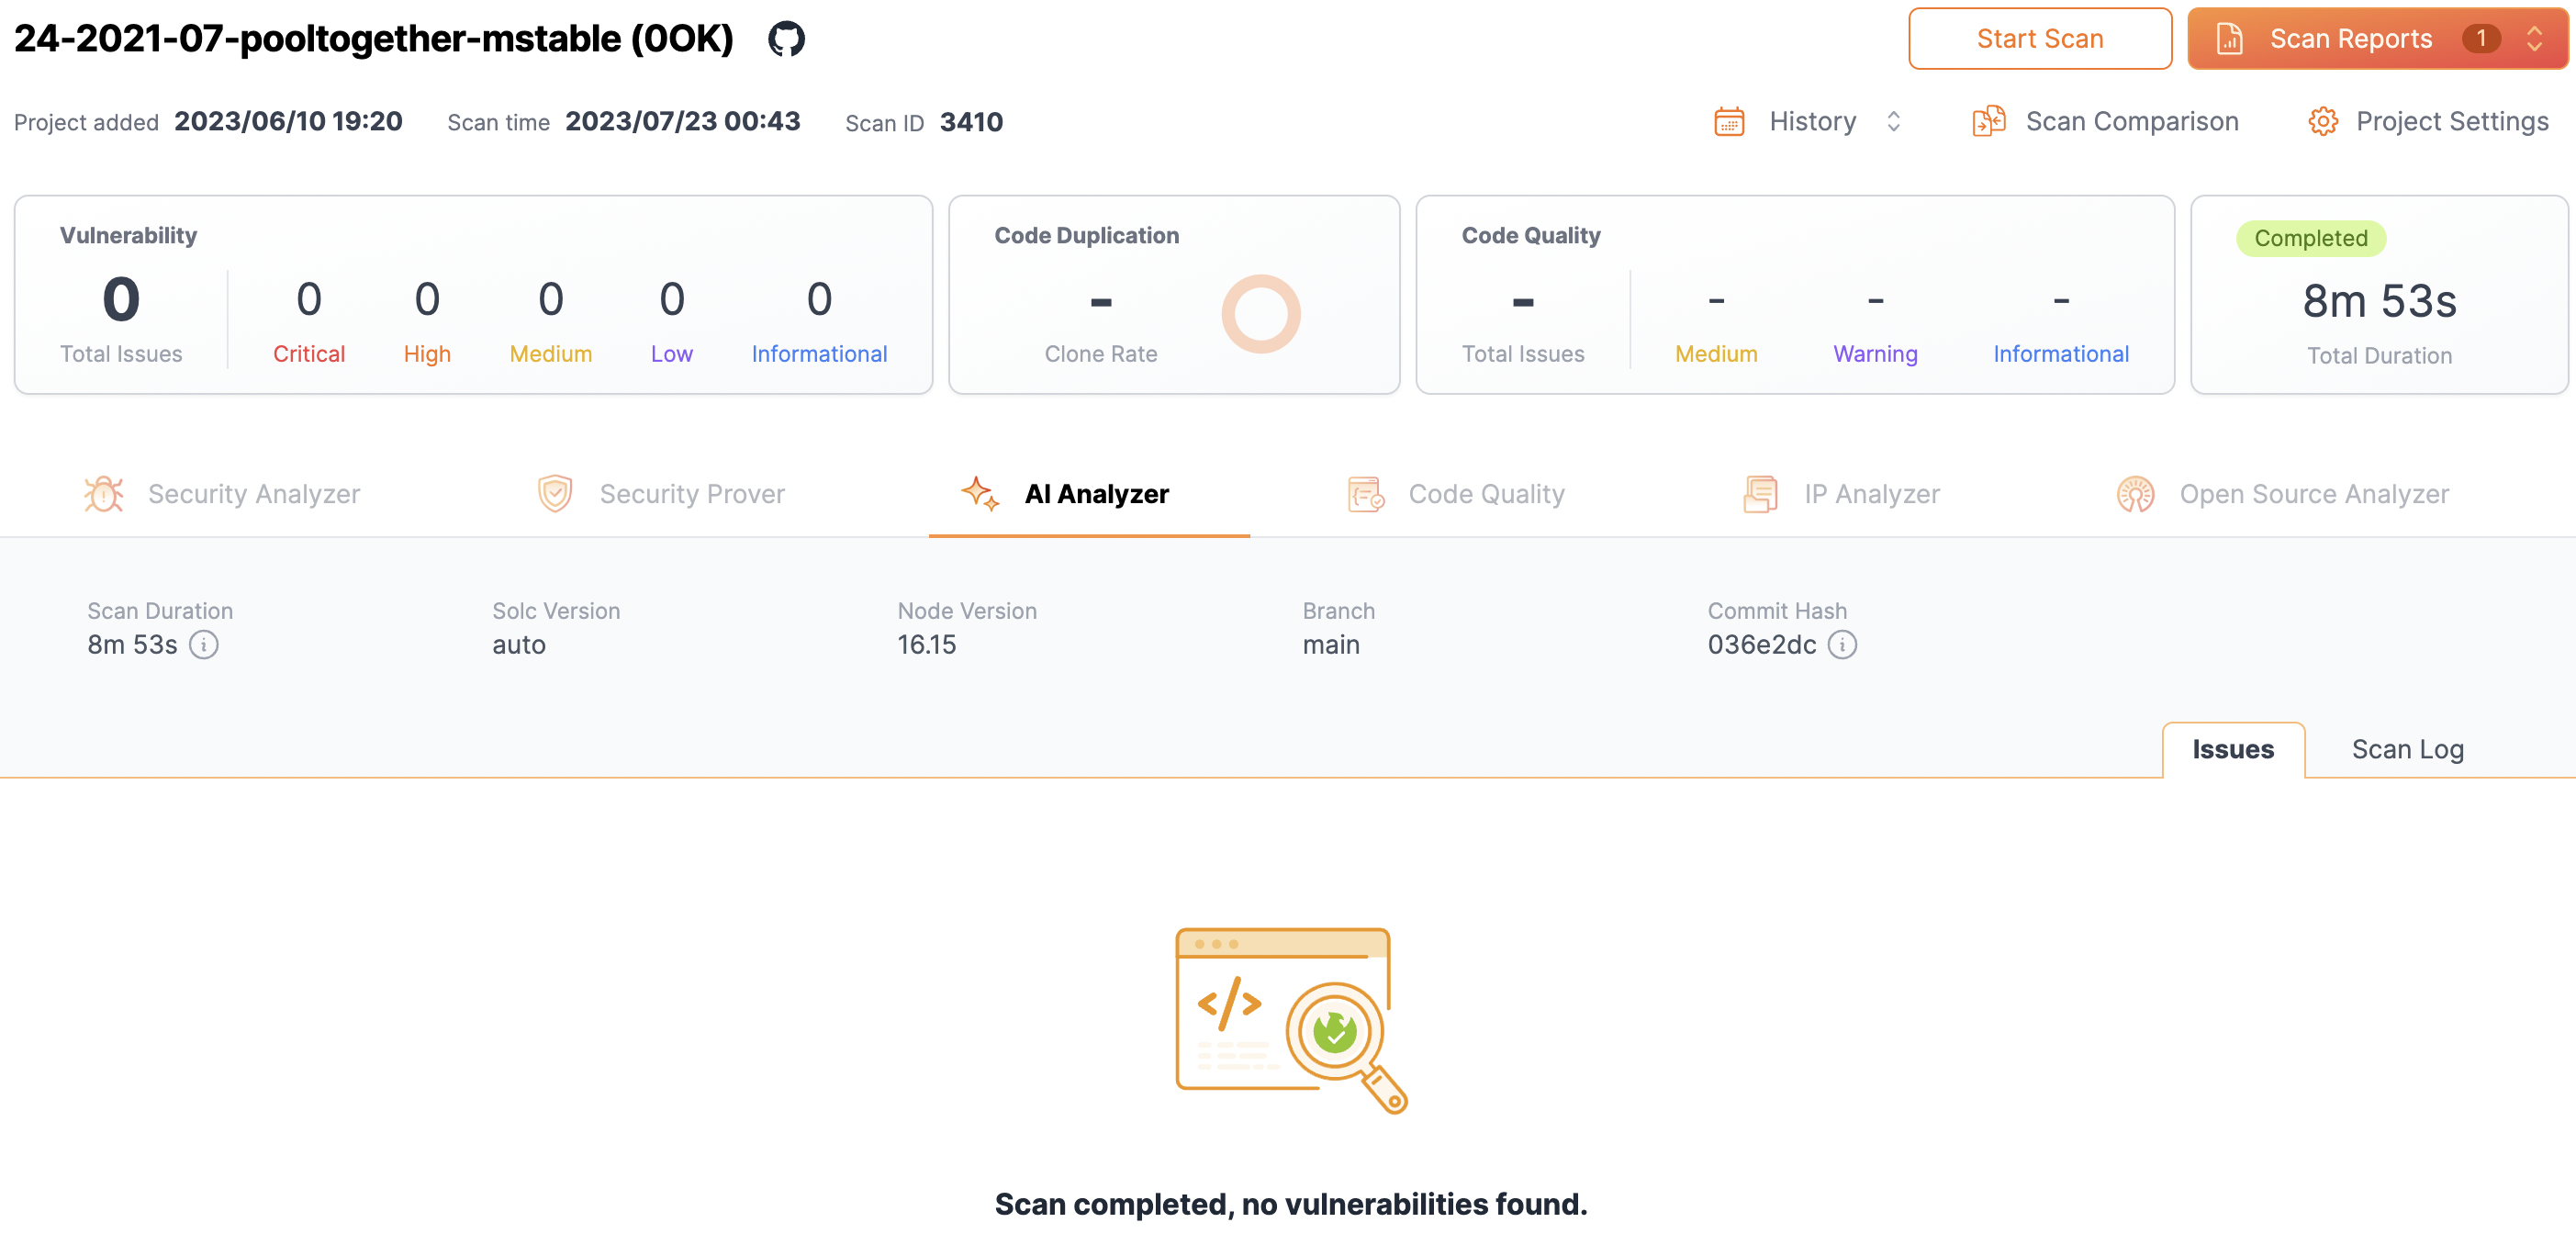 24-2021-07-pooltogether-mstable (0OK)
Start Scan
Scan Reports 1
Project added 2023/06/10 19:20 Scan time 2023/07/23 00:43 Scan ID 3410
History Scan Comparison Project Settings
Vulnerability
0 0 0 0 0 0
Total Issues Critical High Medium Low Informational
Code Duplication
-
Clone Rate
Code Quality
- - - -
Total Issues Medium Warning Informational
Completed
8m 53s
Total Duration
Security Analyzer Security Prover AI Analyzer Code Quality IP Analyzer Open Source Analyzer
Scan Duration Solc Version Node Version Branch Commit Hash
8m 53s auto 16.15 main 036e2dc
Issues Scan Log
</>
Scan completed, no vulnerabilities found.